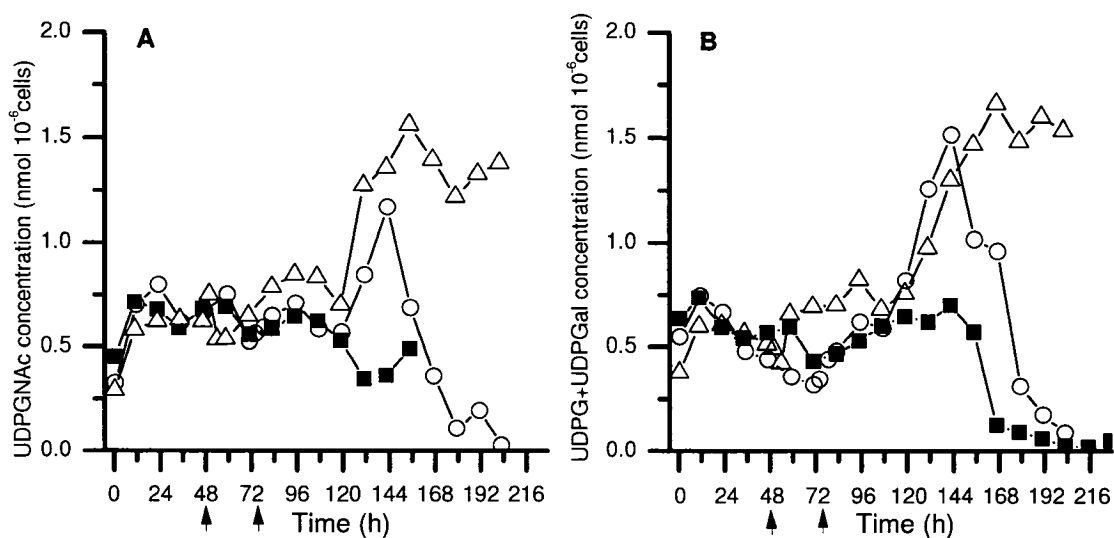 A
UDPGNAc concentration (nmol 10⁻⁶cells)
2.0
1.5
1.0
0.5
0.0
0 24 48 72 96 120 144 168 192 216
Time (h)
B
UDPG+UDPGal concentration (nmol 10⁻⁶cells)
2.0
1.5
1.0
0.5
0.0
0 24 48 72 96 120 144 168 192 216
Time (h)